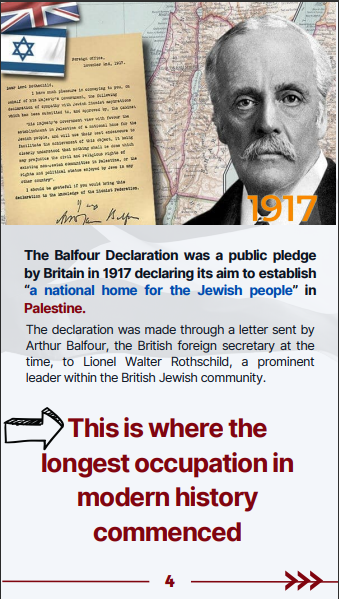 Foreign Office,
November 2nd, 1917.
Dear Lord Rothschild,
I have much pleasure in conveying to you, on
behalf of His Majesty's Government, the following
declaration of sympathy with Jewish Zionist aspirations
which has been submitted to, and approved by, the Cabinet
"His Majesty's Government view with favour the
establishment in Palestine of a national home for the
Jewish people, and will use their best endeavours to
facilitate the achievement of this object, it being
clearly understood that nothing shall be done which
may prejudice the civil and religious rights of
existing non-Jewish communities in Palestine, or the
rights and political status enjoyed by Jews in any
other country".
I should be grateful if you would bring this
declaration to the knowledge of the Zionist Federation.
1917
The Balfour Declaration was a public pledge
by Britain in 1917 declaring its aim to establish
“a national home for the Jewish people” in
Palestine.
The declaration was made through a letter sent by
Arthur Balfour, the British foreign secretary at the
time, to Lionel Walter Rothschild, a prominent
leader within the British Jewish community.
This is where the
longest occupation in
modern history
commenced
4